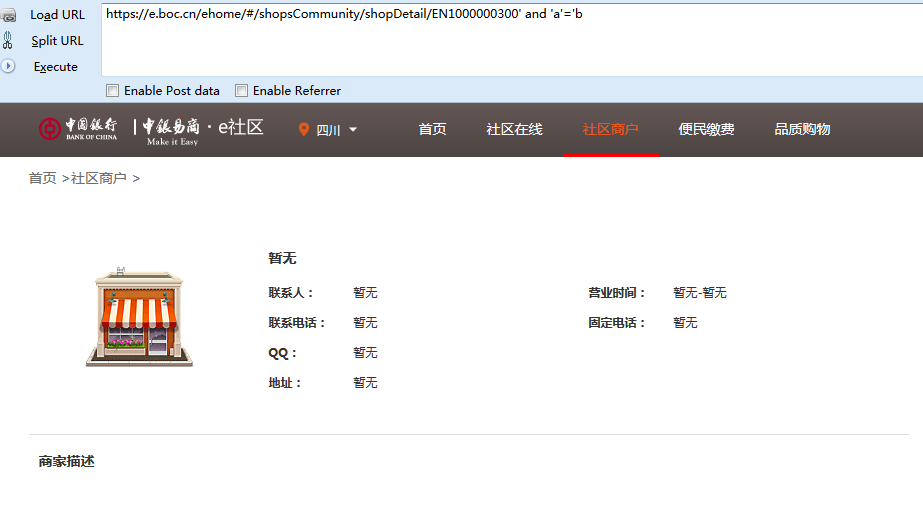 Load URL
https://e.boc.cn/ehome/#/shopsCommunity/shopDetail/EN1000000300' and 'a'='b
Split URL
Execute
Enable Post data Enable Referrer
中国银行 BANK OF CHINA 中银易商 Make it Easy · e社区 四川 首页 社区在线 社区商户 便民缴费 品质购物
首页 >社区商户 >
暂无
联系人： 暂无 营业时间： 暂无-暂无
联系电话： 暂无 固定电话： 暂无
QQ： 暂无
地址： 暂无
商家描述